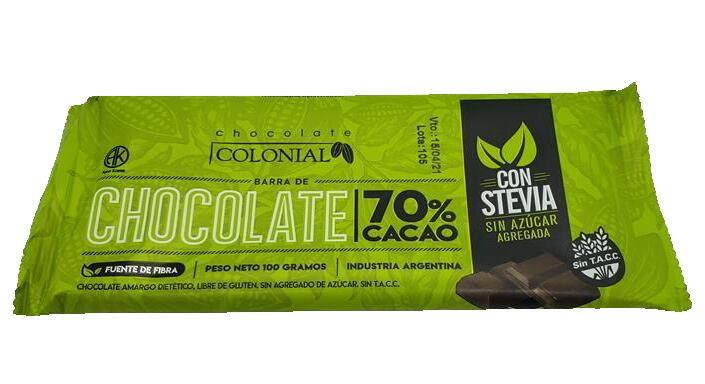 chocolate
COLONIAL
BARRA DE
CHOCOLATE
70%
CACAO
FUENTE DE FIBRA
PESO NETO 100 GRAMOS
INDUSTRIA ARGENTINA
CHOCOLATE AMARGO DIETÉTICO, LIBRE DE GLUTEN. SIN AGREGADO DE AZÚCAR. SIN T.A.C.C.
Vto.: 15/04/21
Lote: 105
CON
STEVIA
SIN AZÚCAR
AGREGADA
Sin T.A.C.C.